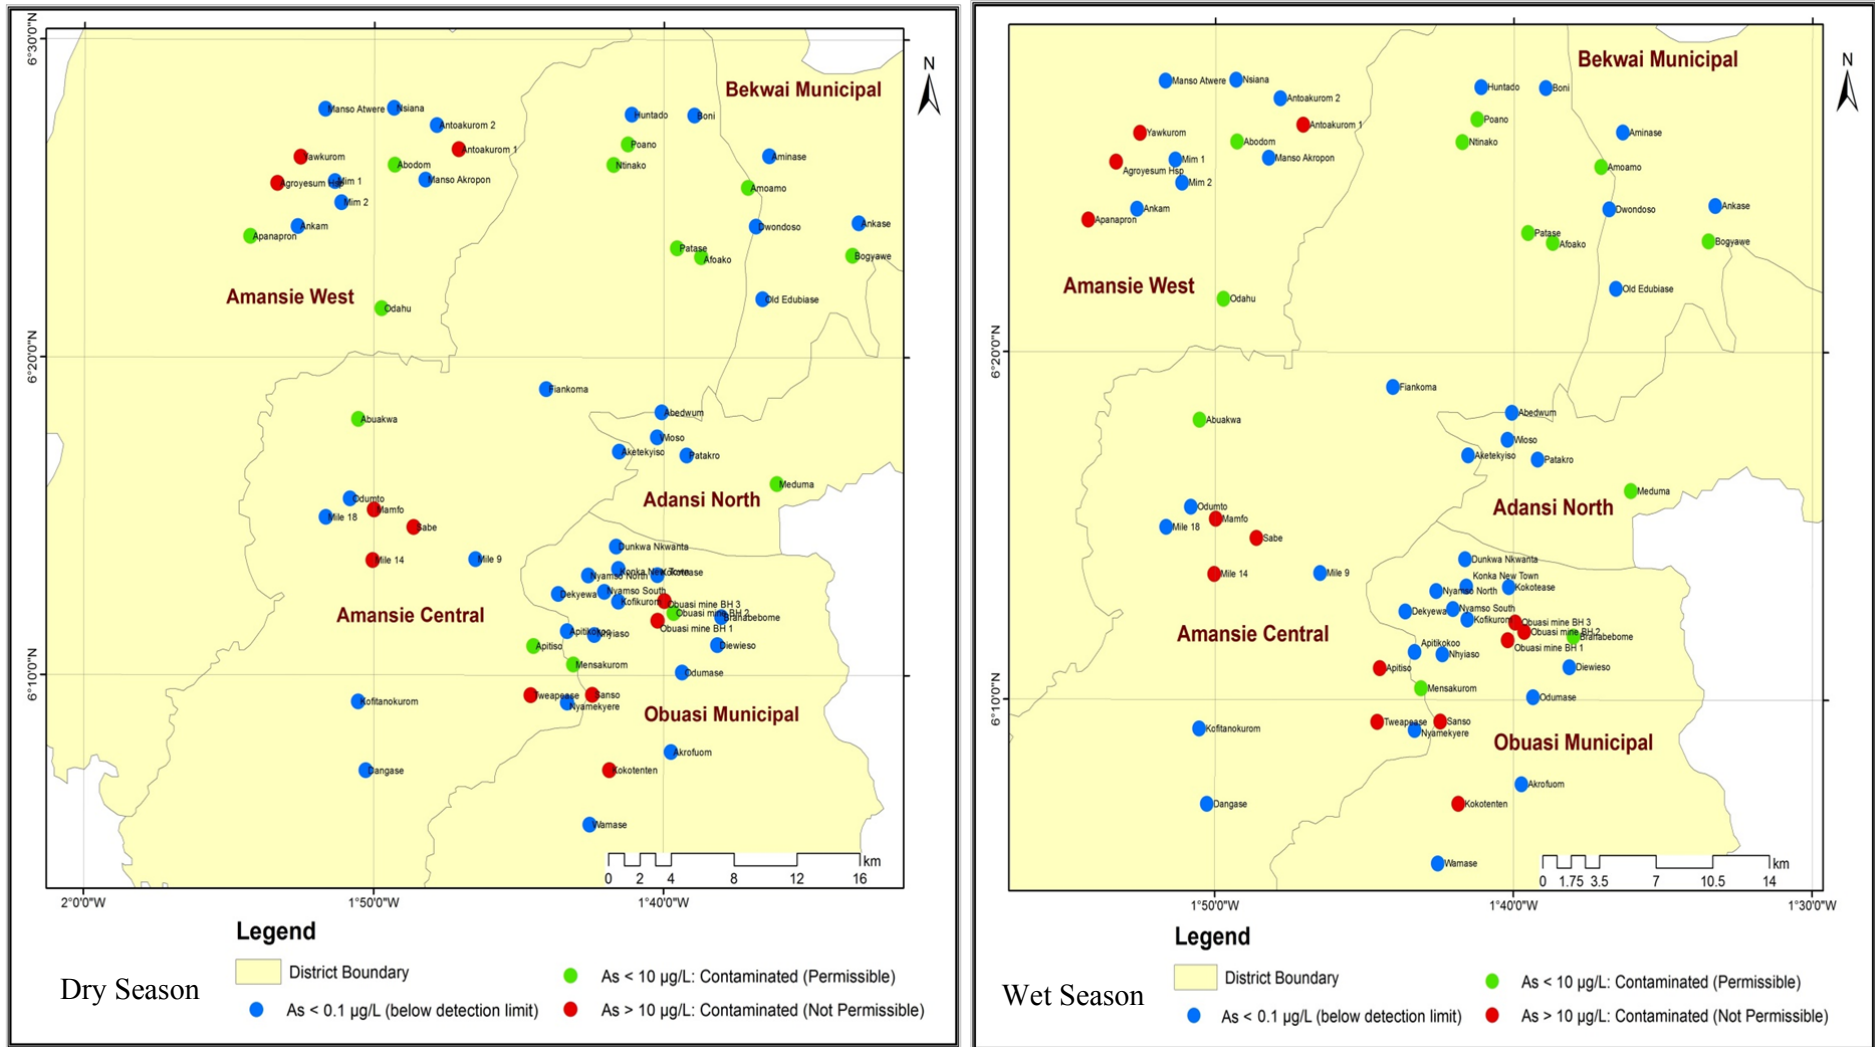 6°30'0"N
N
Bekwai Municipal
Manso Atwere
Nsiana
Antoakurom 2
Huntado
Boni
Yawkurom
Antoakurom 1
Poano
Aminase
Abodom
Ntinako
Agroyesum Hsp
Mim 1
Manso Akropon
Amoamo
Mim 2
Ankam
Dwondoso
Ankase
Apanapron
Patase
Afoako
Bogyawe
Amansie West
Old Edubiase
Odahu
6°20'0"N
Fiankoma
Abuakwa
Abedwum
Wioso
Aketekyiso
Patakro
Meduma
Adansi North
Odumto
Mamfo
Mile 18
Sabe
Dunkwa Nkwanta
Mile 14
Mile 9
Konka New Town
Kokotease
Nyamso North
Dekyewa
Nyamso South
Kofikurom
Obuasi mine BH 3
Obuasi mine BH 2
Branabebome
Obuasi mine BH 1
Amansie Central
Apitikokoo
Nhyiaso
Apitiso
Diewieso
Mensakurom
Odumase
6°10'0"N
Tweapease
Sanso
Kofitanokurom
Nyamekyere
Obuasi Municipal
Akrofuom
Dangase
Kokotenten
Wamase
km
0 2 4 8 12 16
2°0'0"W 1°50'0"W 1°40'0"W
Legend
District Boundary
As < 10 µg/L: Contaminated (Permissible)
Dry Season
As < 0.1 µg/L (below detection limit)
As > 10 µg/L: Contaminated (Not Permissible)
Bekwai Municipal
N
Manso Atwere
Nsiana
Antoakurom 2
Huntado
Boni
Yawkurom
Antoakurom 1
Poano
Aminase
Abodom
Ntinako
Mim 1
Manso Akropon
Agroyesum Hsp
Amoamo
Mim 2
Ankam
Dwondoso
Ankase
Apanapron
Patase
Afoako
Bogyawe
Amansie West
Old Edubiase
Odahu
6°20'0"N
Fiankoma
Abuakwa
Abedwum
Wioso
Aketekyiso
Patakro
Meduma
Adansi North
Odumto
Mamfo
Mile 18
Sabe
Dunkwa Nkwanta
Mile 14
Mile 9
Konka New Town
Kokotease
Nyamso North
Dekyewa
Nyamso South
Kofikurom
Obuasi mine BH 3
Obuasi mine BH 2
Branabebome
Obuasi mine BH 1
Amansie Central
Apitikokoo
Nhyiaso
Apitiso
Diewieso
Mensakurom
Odumase
6°10'0"N
Tweapease
Sanso
Kofitanokurom
Nyamekyere
Obuasi Municipal
Akrofuom
Dangase
Kokotenten
Wamase
km
0 1.75 3.5 7 10.5 14
1°50'0"W 1°40'0"W 1°30'0"W
Legend
District Boundary
As < 10 µg/L: Contaminated (Permissible)
Wet Season
As < 0.1 µg/L (below detection limit)
As > 10 µg/L: Contaminated (Not Permissible)